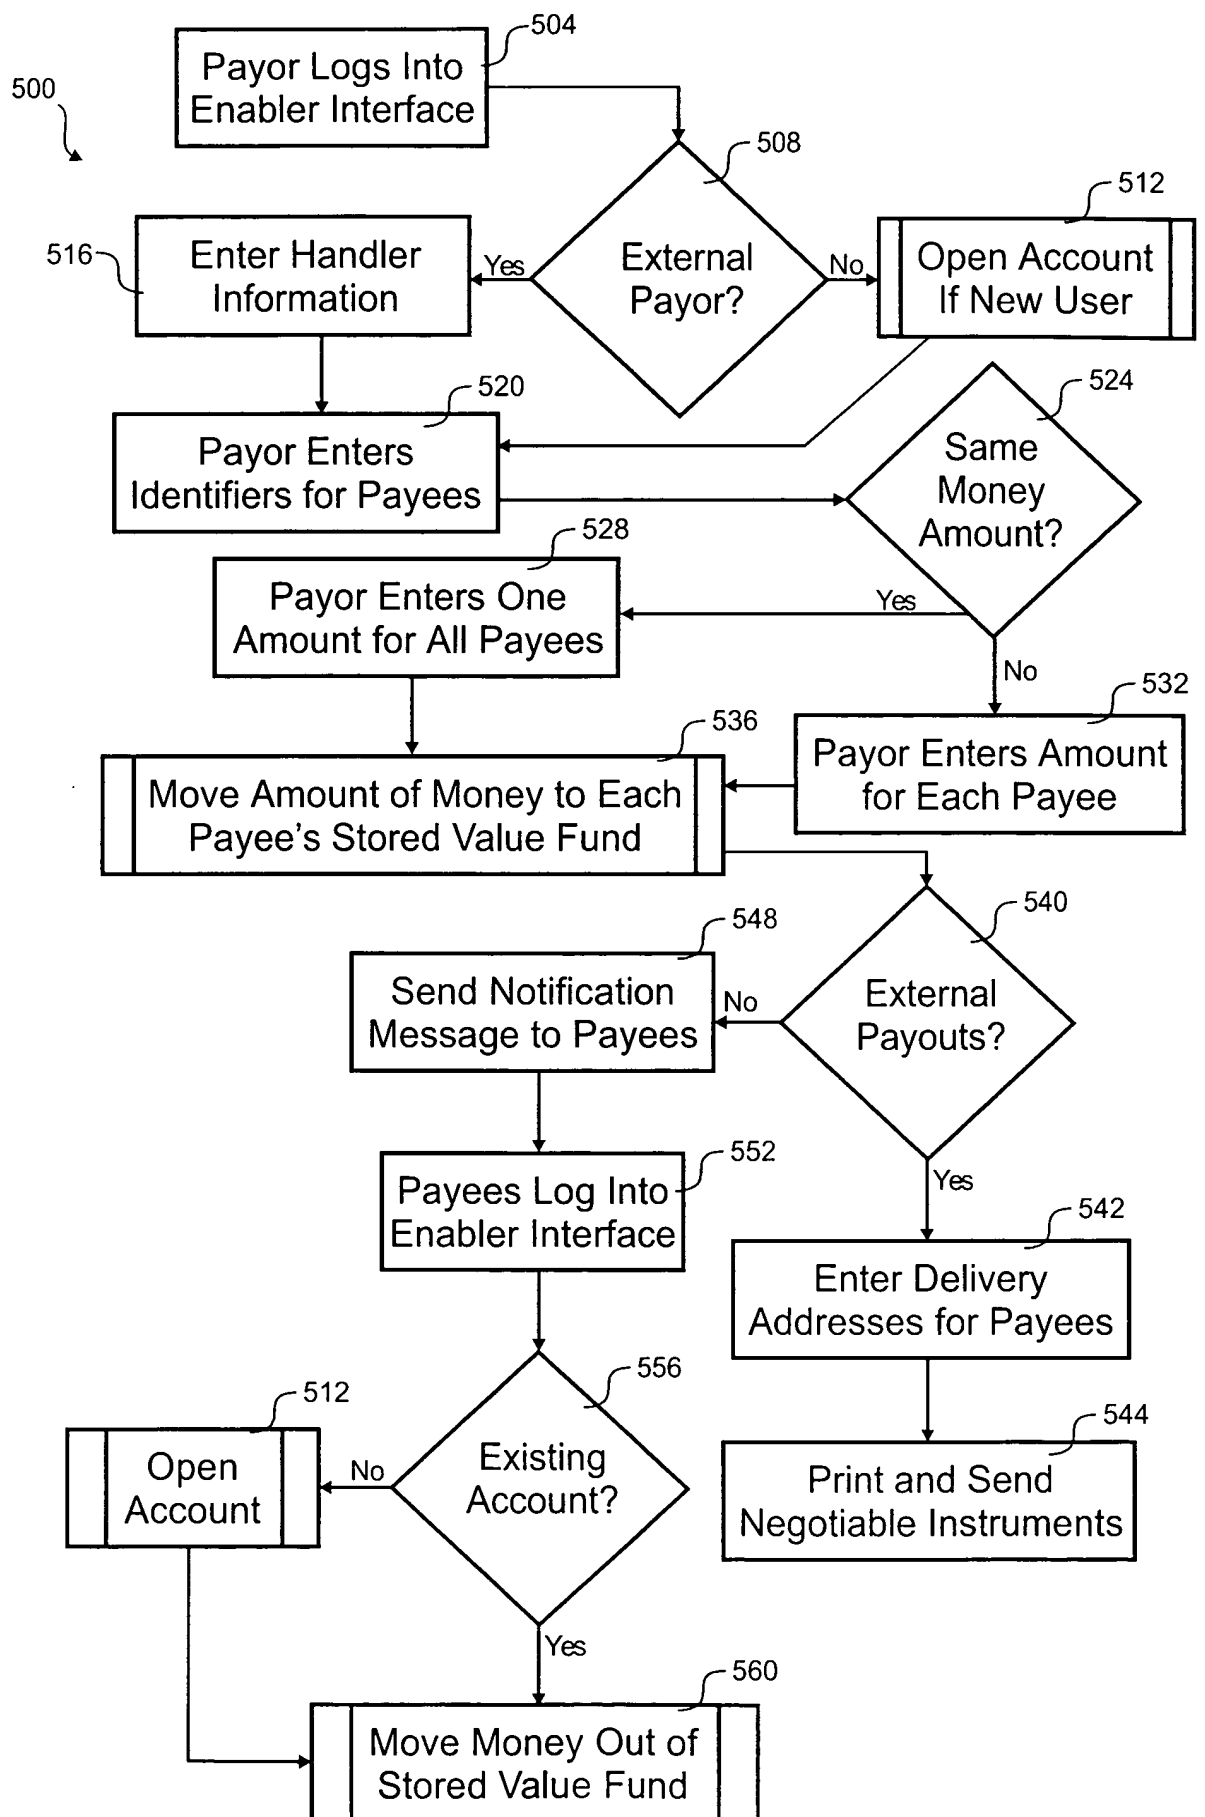 504
Payor Logs Into
Enabler Interface
500
508
512
516
Enter Handler
Information
Yes
External
Payor?
No
Open Account
If New User
520
524
Payor Enters
Identifiers for Payees
Same
Money
Amount?
528
Payor Enters One
Amount for All Payees
Yes
No
532
536
Move Amount of Money to Each
Payee's Stored Value Fund
Payor Enters Amount
for Each Payee
540
548
Send Notification
Message to Payees
No
External
Payouts?
552
Payees Log Into
Enabler Interface
Yes
542
Enter Delivery
Addresses for Payees
556
512
544
Open
Account
No
Existing
Account?
Print and Send
Negotiable Instruments
Yes
560
Move Money Out of
Stored Value Fund